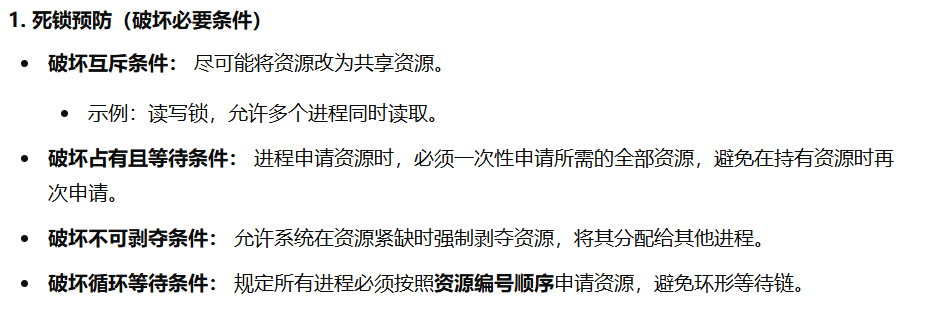 1. 死锁预防（破坏必要条件）
• 破坏互斥条件： 尽可能将资源改为共享资源。
• 示例：读写锁，允许多个进程同时读取。
• 破坏占有且等待条件： 进程申请资源时，必须一次性申请所需的全部资源，避免在持有资源时再
次申请。
• 破坏不可剥夺条件： 允许系统在资源紧缺时强制剥夺资源，将其分配给其他进程。
• 破坏循环等待条件： 规定所有进程必须按照资源编号顺序申请资源，避免环形等待链。